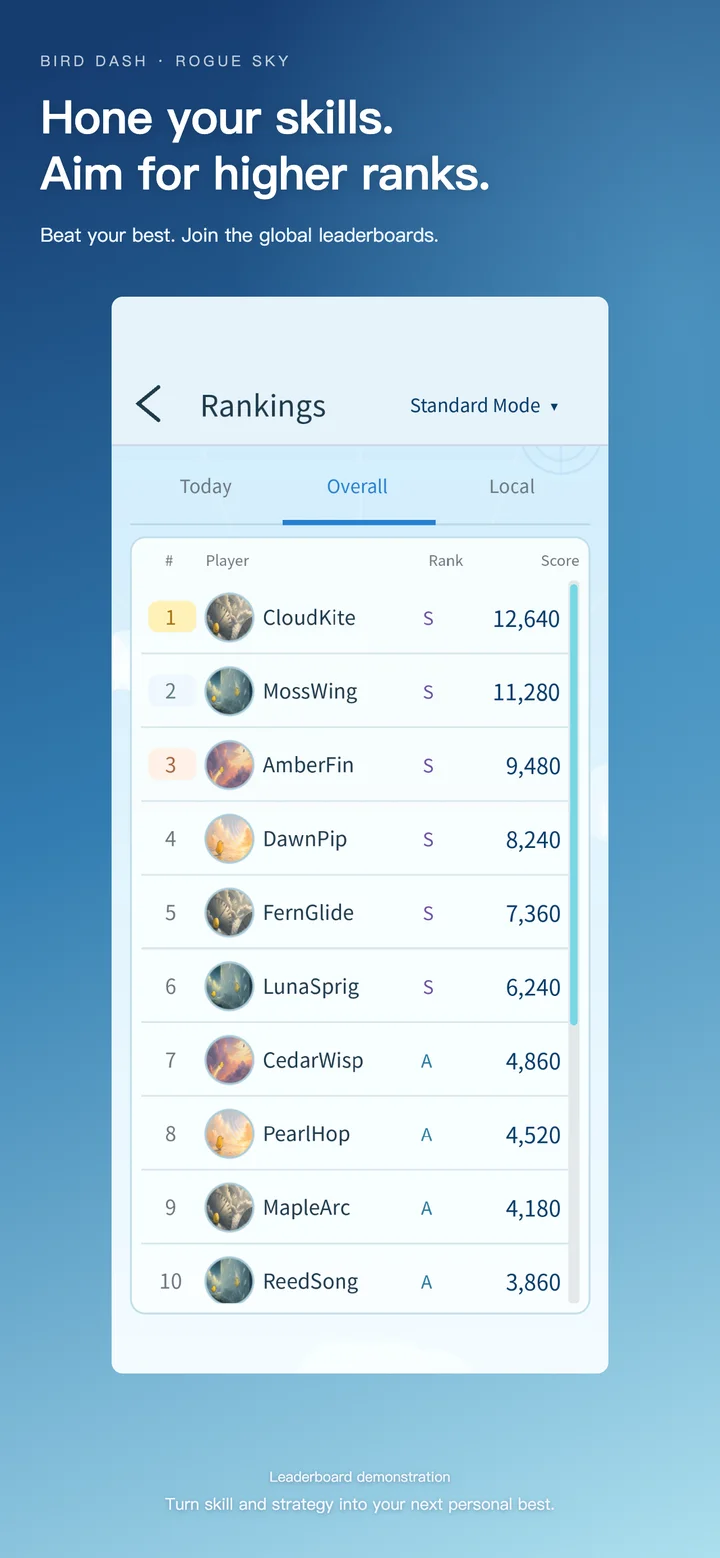 BIRD DASH · ROGUE SKY
Hone your skills.
Aim for higher ranks.
Beat your best. Join the global leaderboards.
Rankings Standard Mode ▼
Today Overall Local
# Player Rank Score
1 CloudKite S 12,640
2 MossWing S 11,280
3 AmberFin S 9,480
4 DawnPip S 8,240
5 FernGlide S 7,360
6 LunaSprig S 6,240
7 CedarWisp A 4,860
8 PearlHop A 4,520
9 MapleArc A 4,180
10 ReedSong A 3,860
Leaderboard demonstration
Turn skill and strategy into your next personal best.